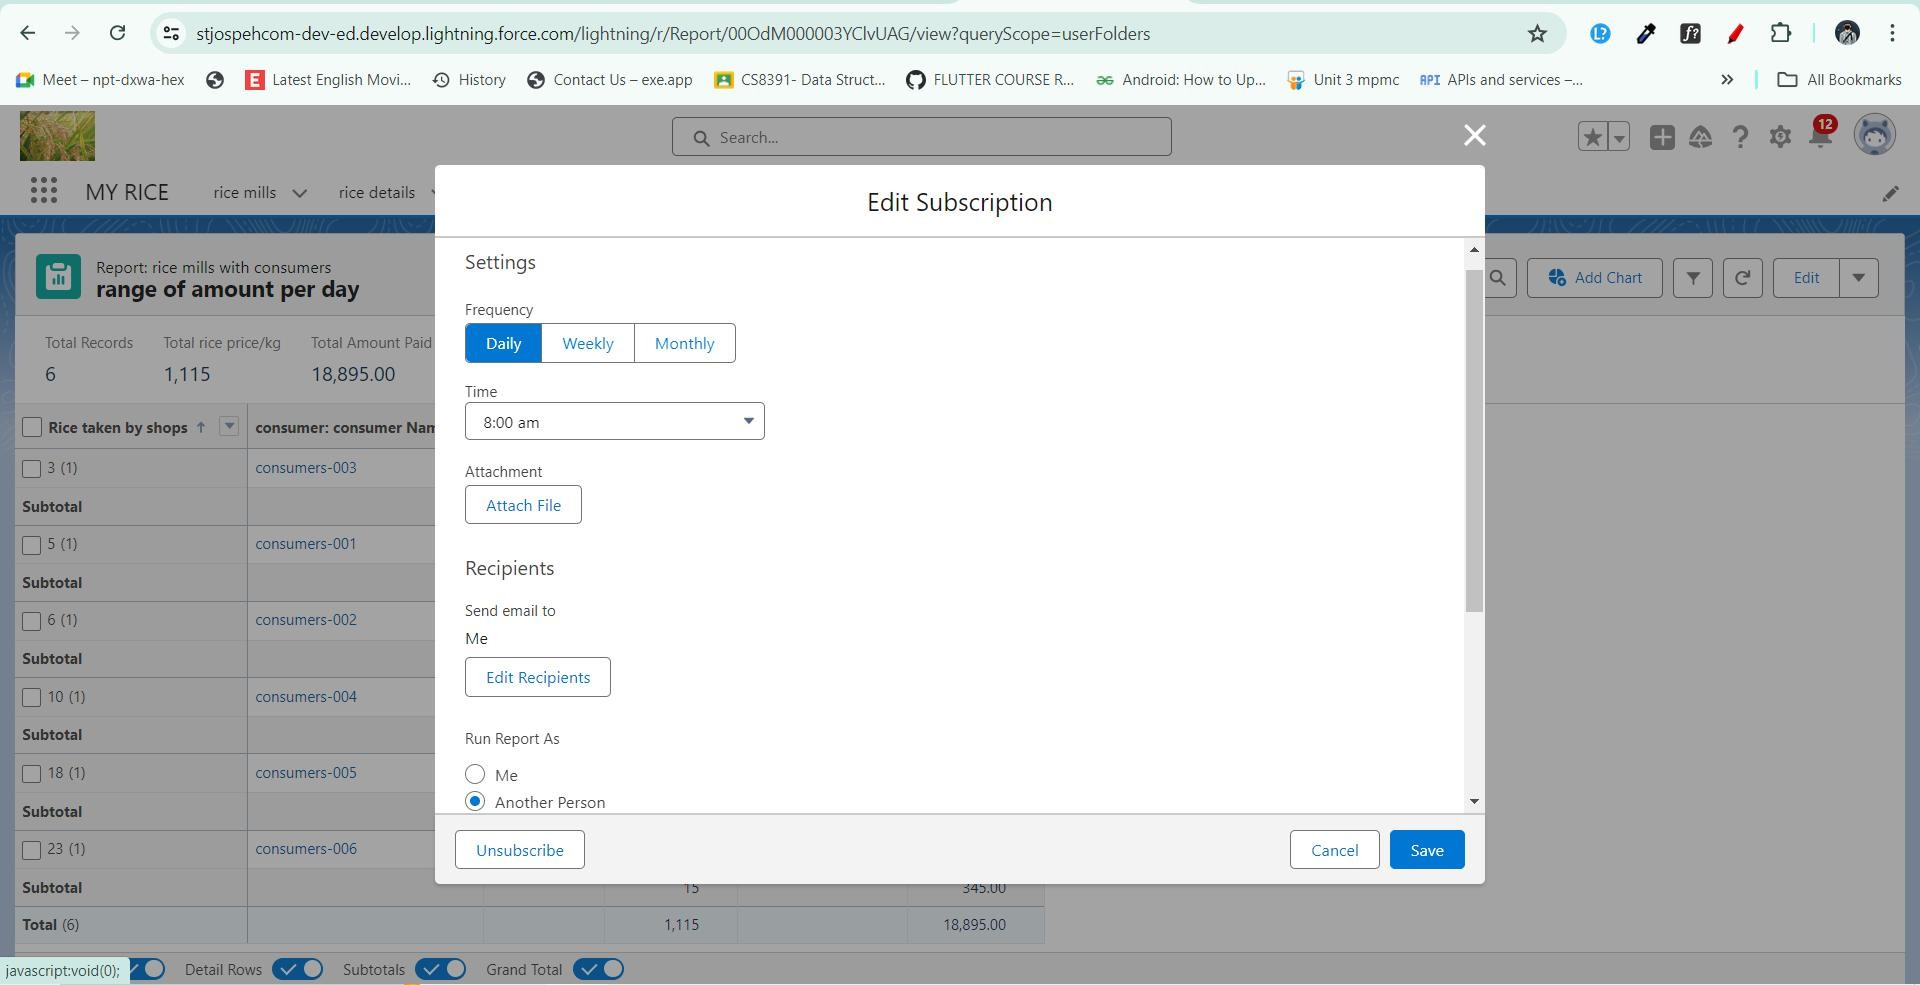 stjospehcom-dev-ed.develop.lightning.force.com/lightning/r/Report/00OdM000003YClvUAG/view?queryScope=userFolders
Meet – npt-dxwa-hex
Latest English Movi...
History
Contact Us – exe.app
CS8391- Data Struct...
FLUTTER COURSE R...
Android: How to Up...
Unit 3 mpmc
API APIs and services –...
All Bookmarks
Search...
12
MY RICE
rice mills
rice details
Edit Subscription
Report: rice mills with consumers
range of amount per day
Add Chart
Edit
Total Records
Total rice price/kg
Total Amount Paid
6
1,115
18,895.00
Rice taken by shops ↑
consumer: consumer Nam
3 (1)
consumers-003
Subtotal
5 (1)
consumers-001
Subtotal
6 (1)
consumers-002
Subtotal
10 (1)
consumers-004
Subtotal
18 (1)
consumers-005
Subtotal
23 (1)
consumers-006
Subtotal
15
345.00
Total (6)
1,115
18,895.00
Settings
Frequency
Daily
Weekly
Monthly
Time
8:00 am
Attachment
Attach File
Recipients
Send email to
Me
Edit Recipients
Run Report As
Me
Another Person
Unsubscribe
Cancel
Save
javascript:void(0);
Detail Rows
Subtotals
Grand Total